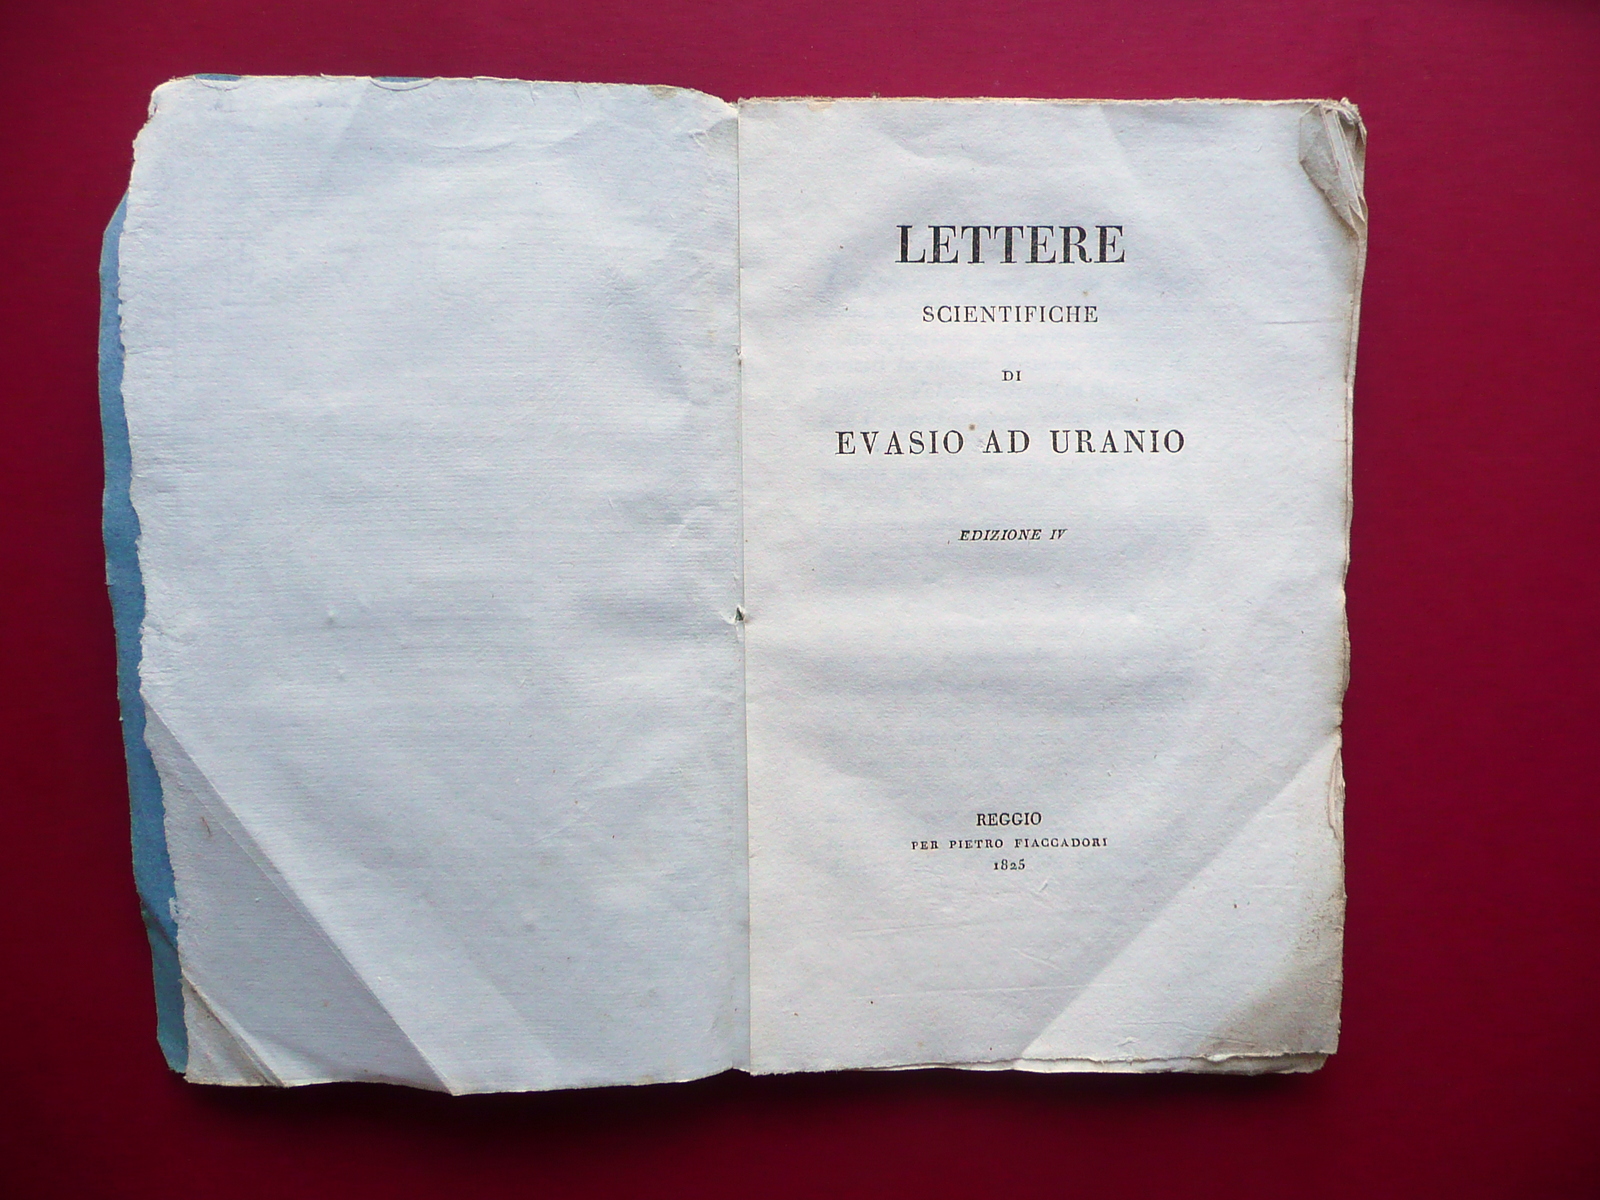 LETTERE
SCIENTIFICHE
DI
EVASIO AD URANIO
EDIZIONE IV
REGGIO
PER PIETRO FIACCADORI
1825